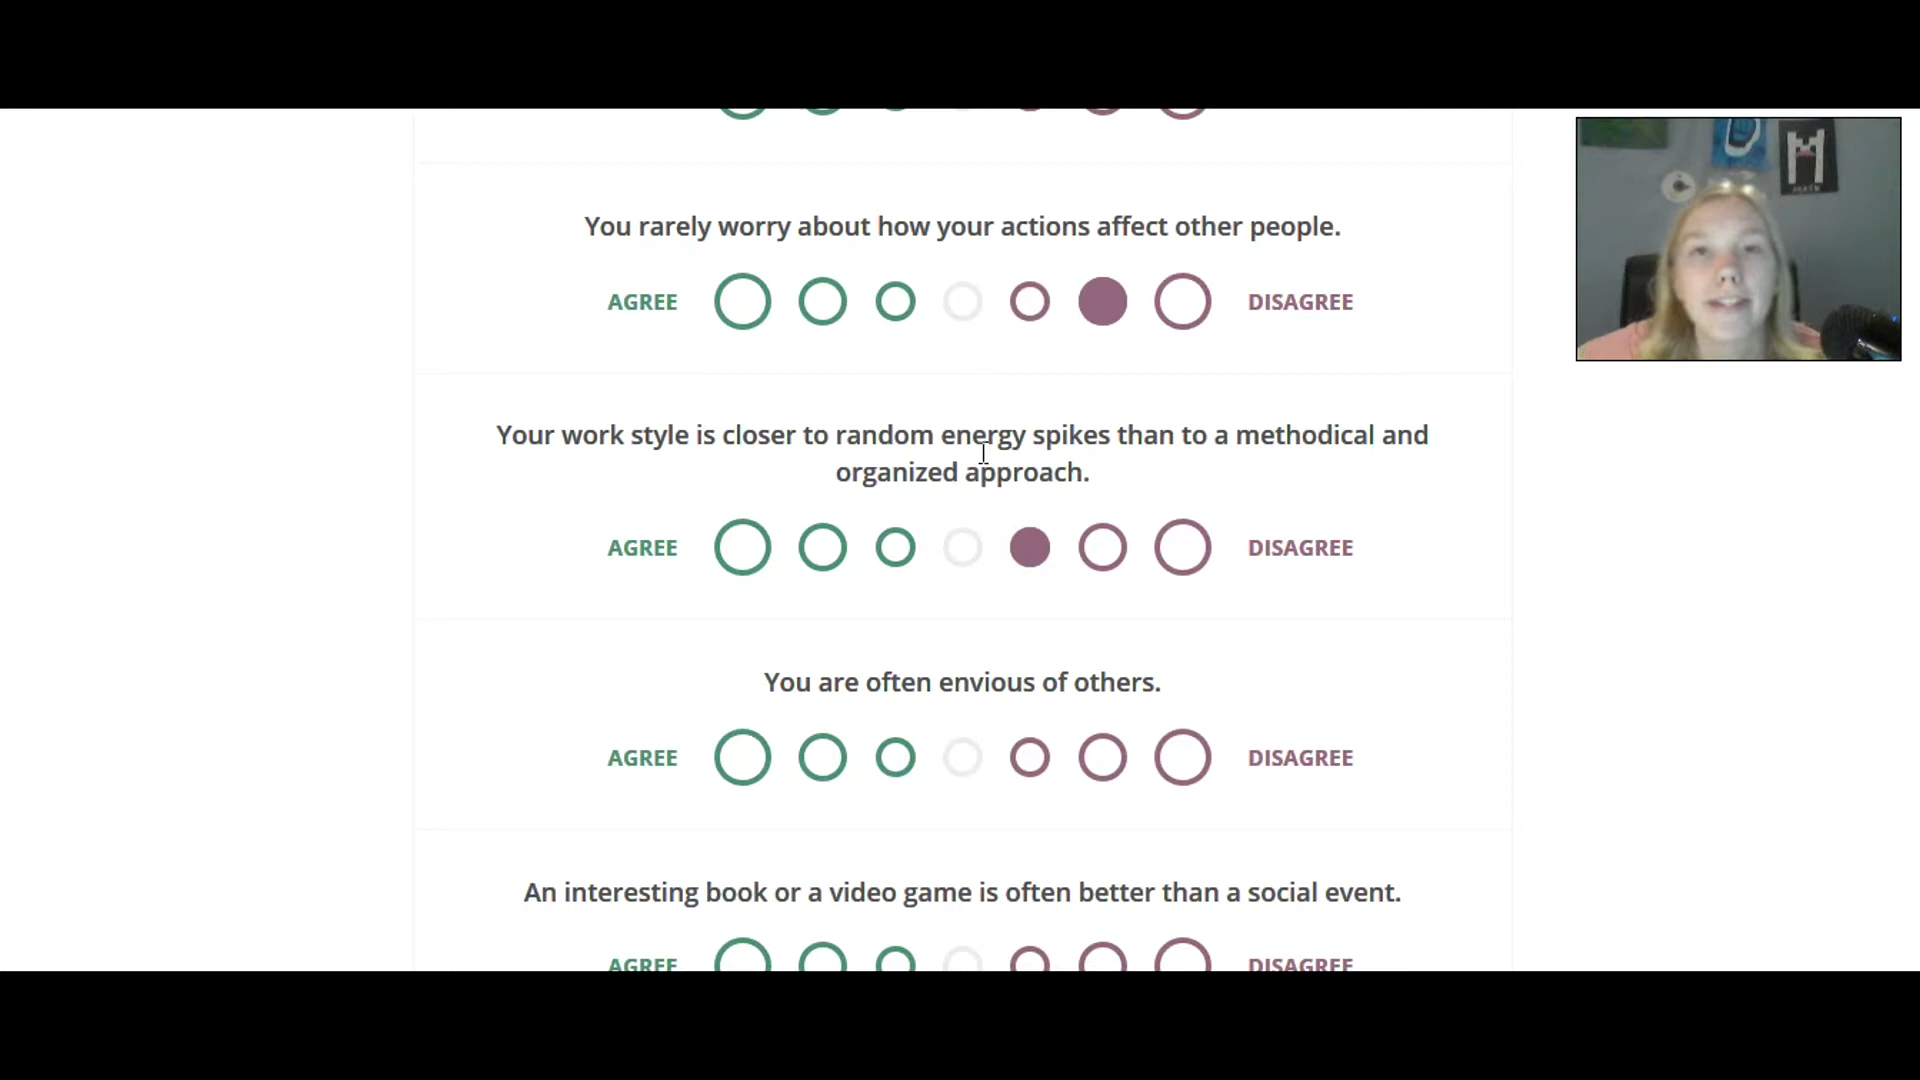 You rarely worry about how your actions affect other people.
AGREE DISAGREE
Your work style is closer to random energy spikes than to a methodical and
organized approach.
AGREE DISAGREE
You are often envious of others.
AGREE DISAGREE
An interesting book or a video game is often better than a social event.
AGREE DISAGREE